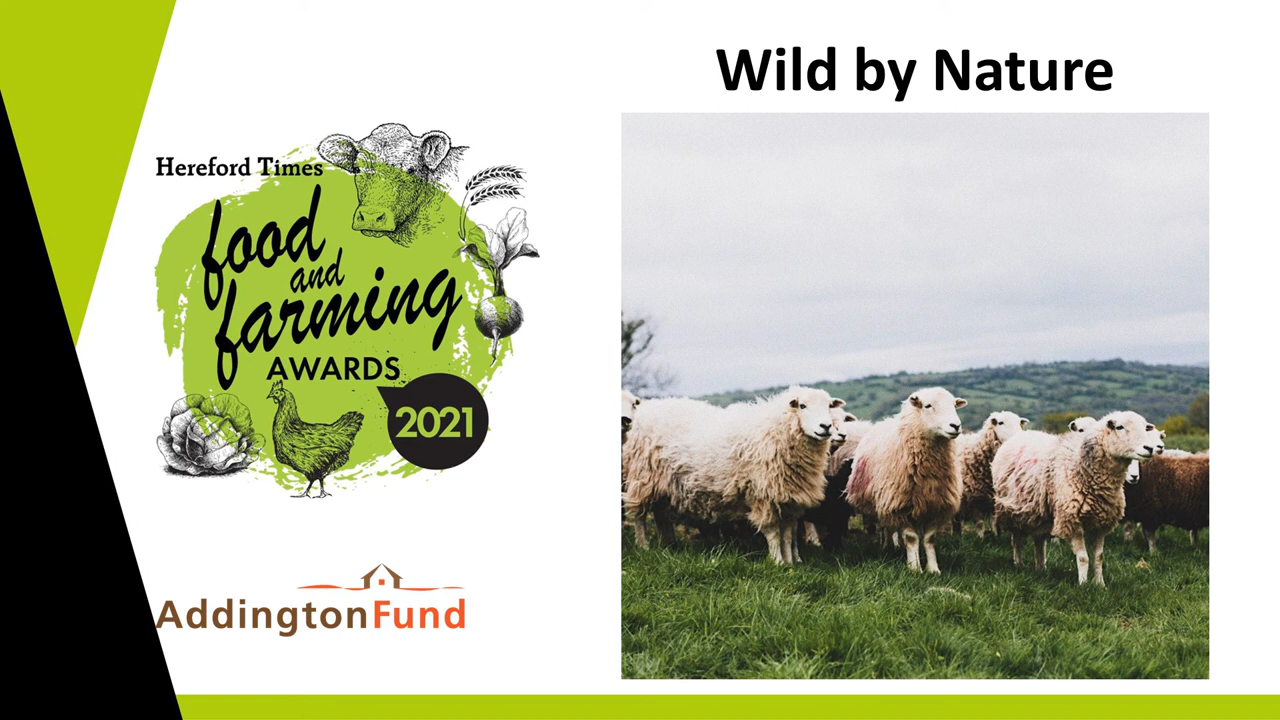 Wild by Nature
Hereford Times
food
and
farming
AWARDS
2021
AddingtonFund